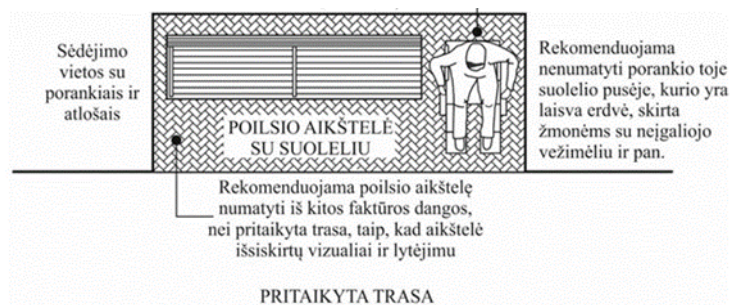 Sėdėjimo
vietos su
porankiais ir
atlošais
POILSIO AIKŠTELĖ
SU SUOLELIU
Rekomenduojama
nenumatyti porankio toje
suolelio pusėje, kurio yra
laisva erdvė, skirta
žmonėms su neįgaliojo
vežimėliu ir pan.
Rekomenduojama poilsio aikštelę
numatyti iš kitos faktūros dangos,
nei pritaikyta trasa, taip, kad aikštelė
išsiskirtų vizualiai ir lytėjimu
PRITAIKYTA TRASA